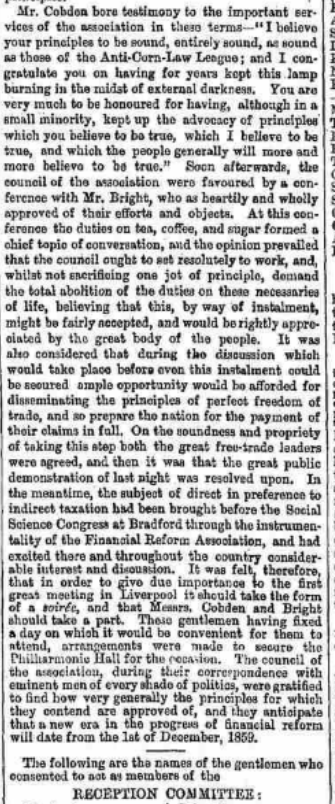 Mr. Cobden bore testimony to the important ser-
vices of the association in these terms—"I believe
your principles to be sound, entirely sound, as sound
as those of the Anti-Corn-Law League; and I con-
gratulate you on having for years kept this lamp
burning in the midst of external darkness. You are
very much to be honoured for having, although in a
small minority, kept up the advocacy of principles
which you believe to be true, which I believe to be
true, and which the people generally will more and
more believe to be true." Soon afterwards, the
council of the association were favoured by a con-
ference with Mr. Bright, who as heartily and wholly
approved of their efforts and objects. At this con-
ference the duties on tea, coffee, and sugar formed a
chief topic of conversation, and the opinion prevailed
that the council ought to set resolutely to work, and,
whilst not sacrificing one jot of principle, demand
the total abolition of the duties on these necessaries
of life, believing that this, by way of instalment,
might be fairly accepted, and would be rightly appre-
ciated by the great body of the people. It was
also considered that during the discussion which
would take place before even this instalment could
be secured ample opportunity would be afforded for
disseminating the principles of perfect freedom of
trade, and so prepare the nation for the payment of
their claims in full. On the soundness and propriety
of taking this step both the great free-trade leaders
were agreed, and then it was that the great public
demonstration of last night was resolved upon. In
the meantime, the subject of direct in preference to
indirect taxation had been brought before the Social
Science Congress at Bradford through the instrumen-
tality of the Financial Reform Association, and had
excited there and throughout the country consider-
able interest and discussion. It was felt, therefore,
that in order to give due importance to the first
great meeting in Liverpool it should take the form
of a soirée, and that Messrs. Cobden and Bright
should take a part. These gentlemen having fixed
a day on which it would be convenient for them to
attend, arrangements were made to secure the
Philharmonic Hall for the occasion. The council of
the association, during their correspondence with
eminent men of every shade of politics, were gratified
to find how very generally the principles for which
they contend are approved of, and they anticipate
that a new era in the progress of financial reform
will date from the 1st of December, 1859.
The following are the names of the gentlemen who
consented to act as members of the
RECEPTION COMMITTEE: